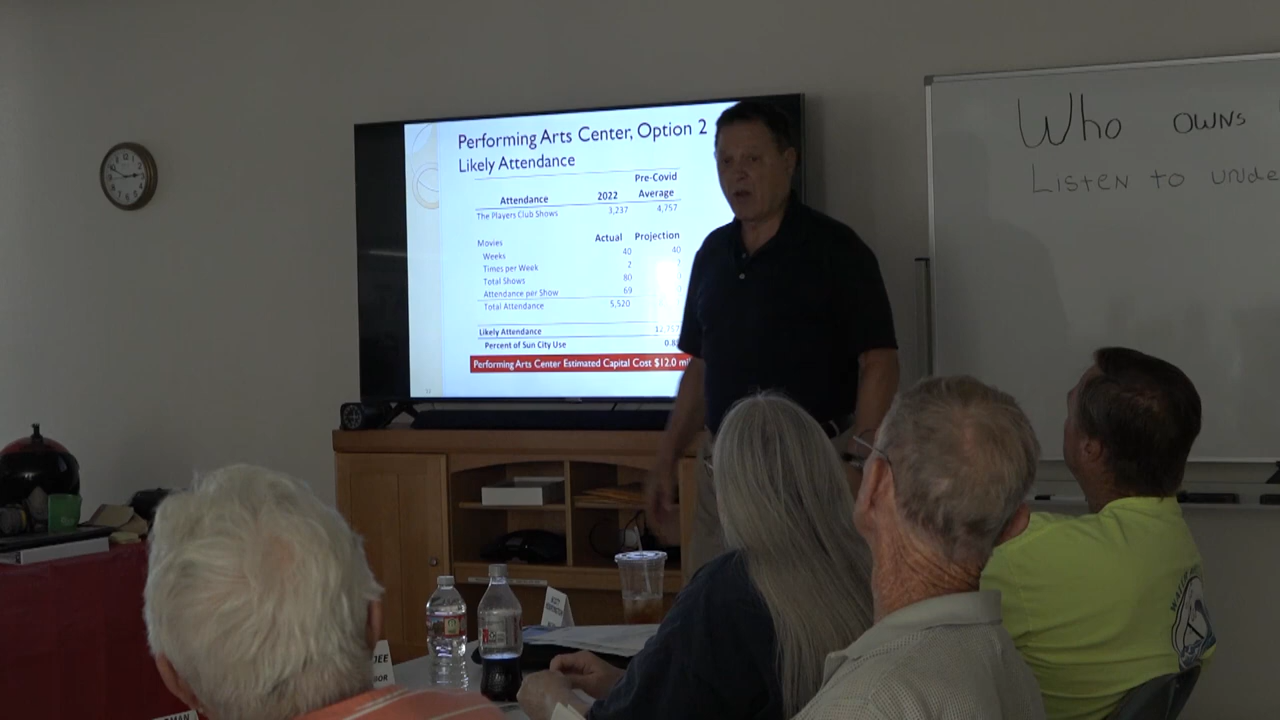 Performing Arts Center, Option 2
Likely Attendance
Pre-Covid
Attendance 2022 Average
The Players Club Shows 3,237 4,757
Movies Actual Projection
Weeks 40 40
Times per Week 2
Total Shows 80
Attendance per Show 69
Total Attendance 5,520
Likely Attendance
Percent of Sun City Use
Performing Arts Center Estimated Capital Cost $12.0
Who owns
Listen to unde